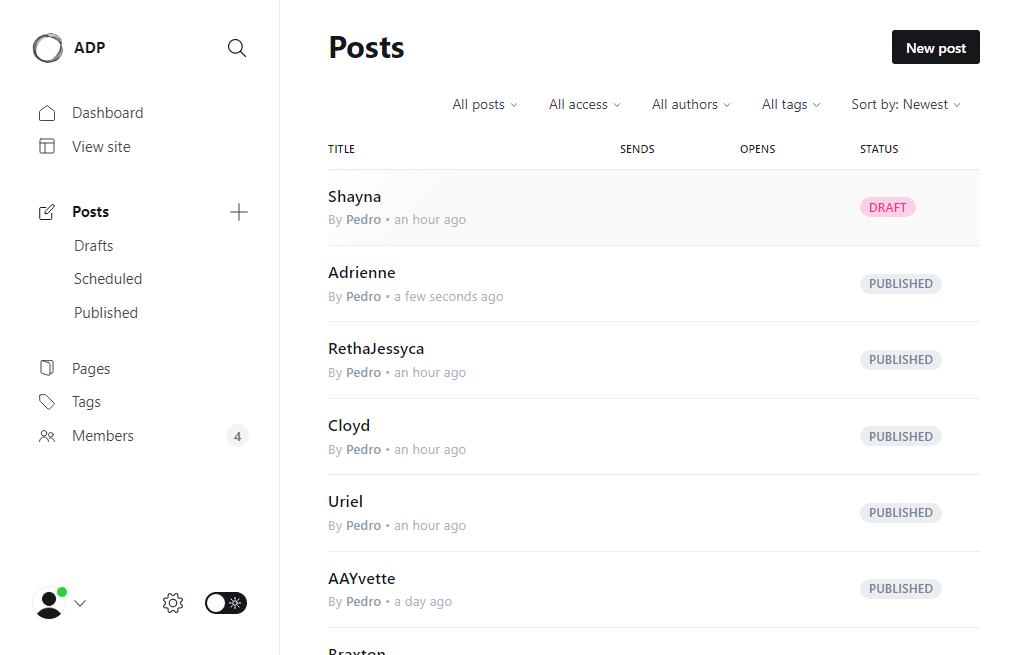 ADP
Dashboard
View site
Posts
Drafts
Scheduled
Published
Pages
Tags
Members 4
Posts
New post
All posts All access All authors All tags Sort by: Newest
TITLE SENDS OPENS STATUS
Shayna
By Pedro • an hour ago
DRAFT
Adrienne
By Pedro • a few seconds ago
PUBLISHED
RethaJessyca
By Pedro • an hour ago
PUBLISHED
Cloyd
By Pedro • an hour ago
PUBLISHED
Uriel
By Pedro • an hour ago
PUBLISHED
AAYvette
By Pedro • a day ago
PUBLISHED
Braxton